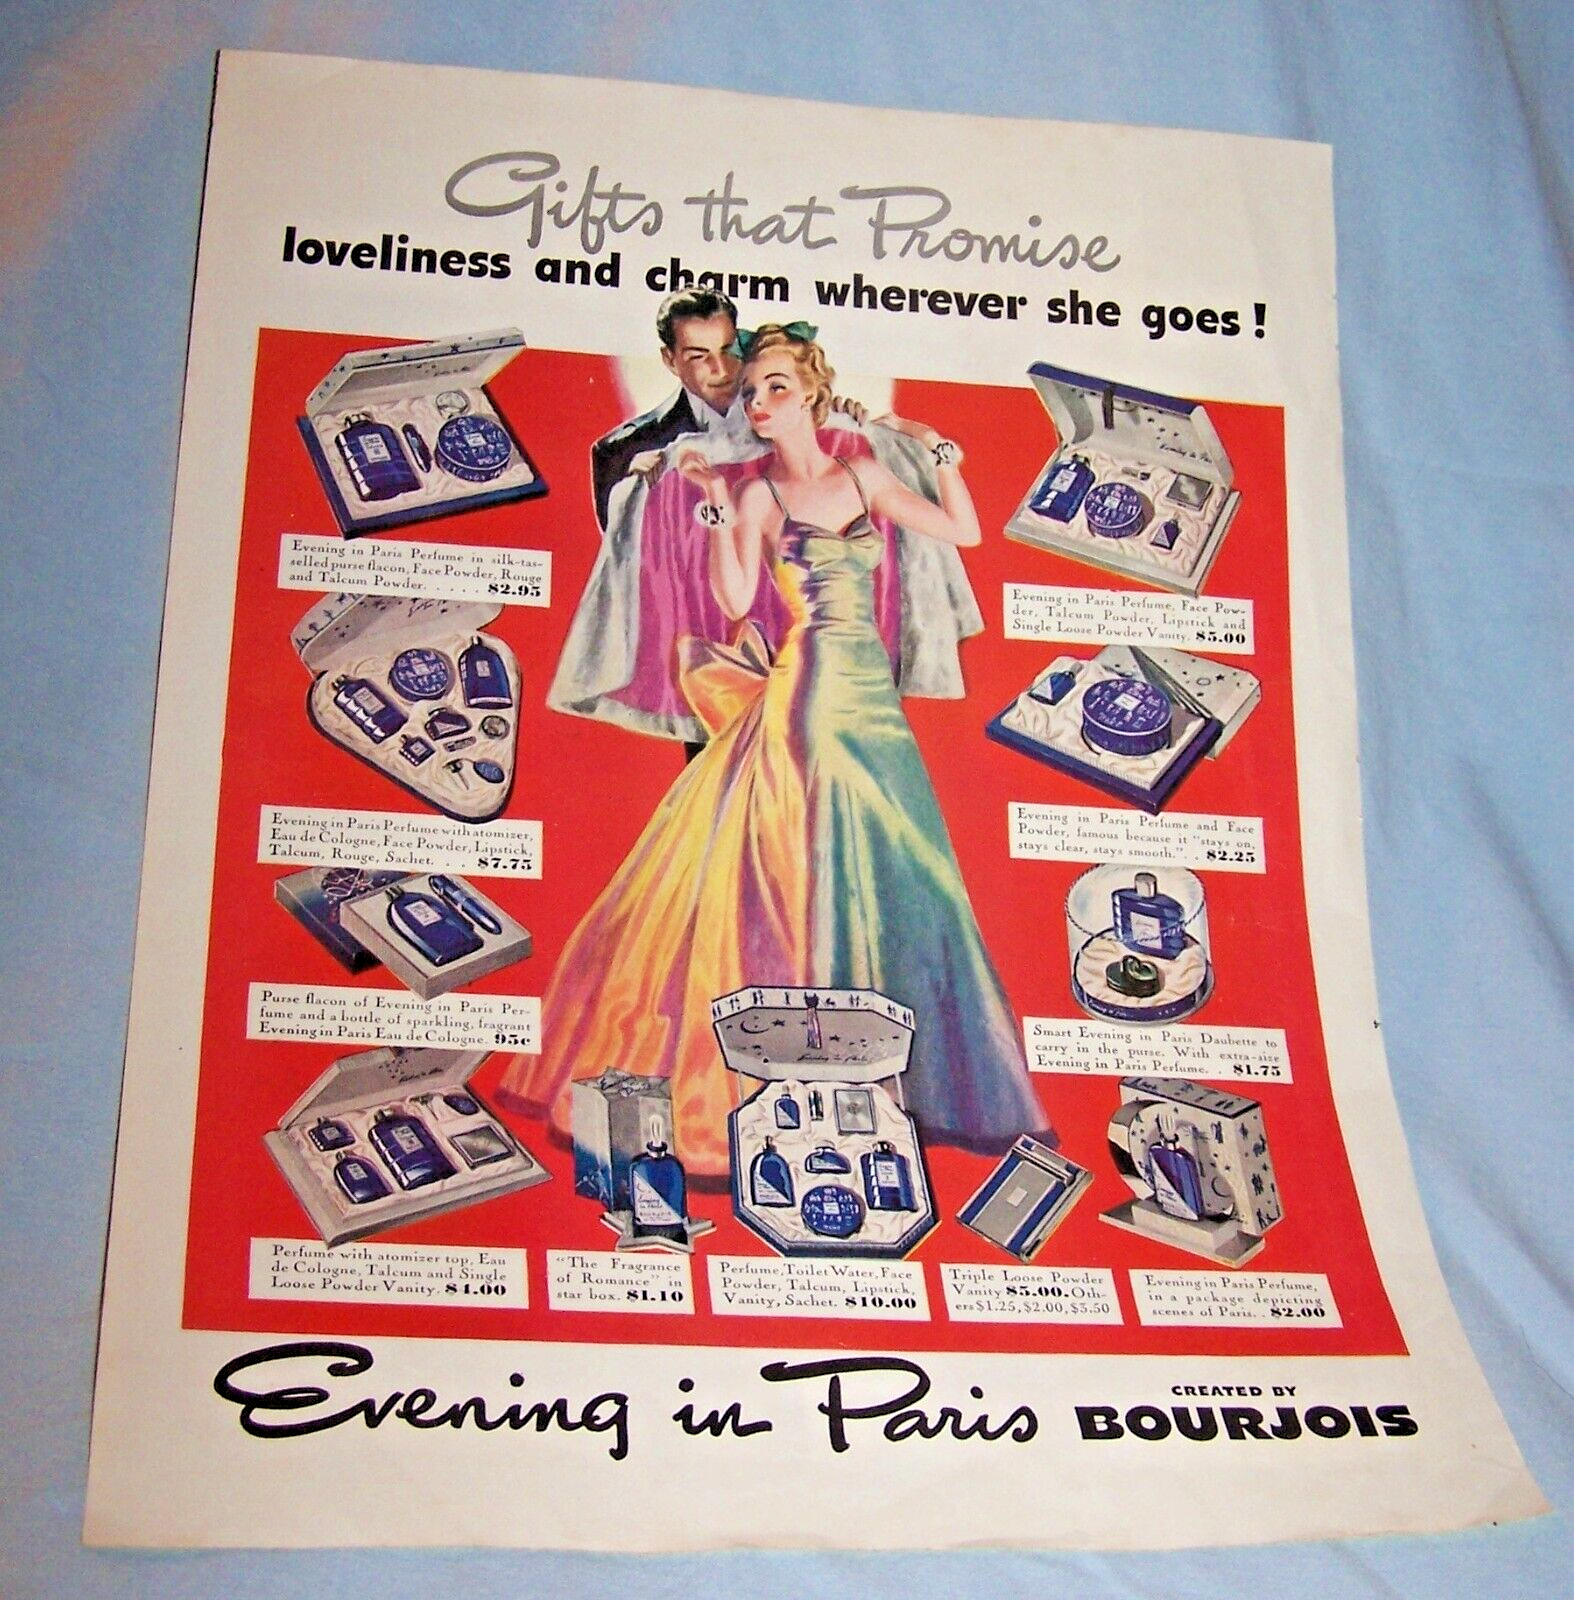 Gifts that Promise
loveliness and charm wherever she goes!
Evening in Paris Perfume in silk-tas-
selled purse flacon, Face Powder, Rouge
and Talcum Powder. . . . . . $2.95
Evening in Paris Perfume, Face Pow-
der, Talcum Powder, Lipstick and
Single Loose Powder Vanity. $5.00
Evening in Paris Perfume with atomizer,
Eau de Cologne, Face Powder, Lipstick,
Talcum, Rouge, Sachet. . . $7.75
Evening in Paris Perfume and Face
Powder, famous because it "stays on,
stays clear, stays smooth." . . $2.25
Purse flacon of Evening in Paris Per-
fume and a bottle of sparkling, fragrant
Evening in Paris Eau de Cologne. 95c
Smart Evening in Paris Daubette to
carry in the purse. With extra-size
Evening in Paris Perfume. . $1.75
Perfume with atomizer top, Eau
de Cologne, Talcum and Single
Loose Powder Vanity. $4.00
"The Fragrance
of Romance" in
star box. $1.10
Perfume, Toilet Water, Face
Powder, Talcum, Lipstick,
Vanity, Sachet. $10.00
Triple Loose Powder
Vanity $5.00. Oth-
ers $1.25, $2.00, $3.50
Evening in Paris Perfume,
in a package depicting
scenes of Paris. . $2.00
Evening in Paris
CREATED BY
BOURJOIS